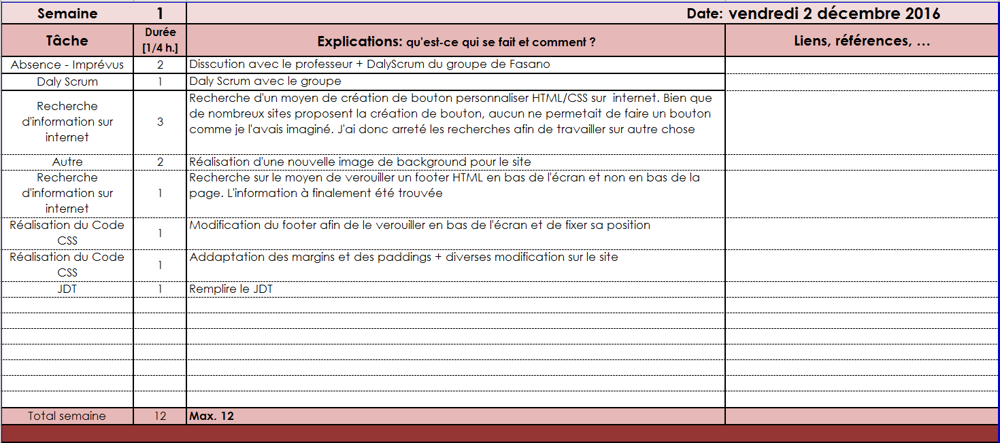 Semaine 1 Date: vendredi 2 décembre 2016
Tâche Durée [1/4 h.] Explications: qu'est-ce qui se fait et comment ? Liens, références, ...
Absence - Imprévus 2 Disscution avec le professeur + DalyScrum du groupe de Fasano
Daly Scrum 1 Daly Scrum avec le groupe
Recherche
d'information sur
internet
3
Recherche d'un moyen de création de bouton personnaliser HTML/CSS sur internet. Bien que
de nombreux sites proposent la création de bouton, aucun ne permetait de faire un bouton
comme je l'avais imaginé. J'ai donc arreté les recherches afin de travailler sur autre chose
Autre 2 Réalisation d'une nouvelle image de background pour le site
Recherche
d'information sur
internet
1
Recherche sur le moyen de verouiller un footer HTML en bas de l'écran et non en bas de la
page. L'information à finalement été trouvée
Réalisation du Code
CSS
1
Modification du footer afin de le verouiller en bas de l'écran et de fixer sa position
Réalisation du Code
CSS
1
Addaptation des margins et des paddings + diverses modification sur le site
JDT 1 Remplire le JDT
Total semaine 12 Max. 12